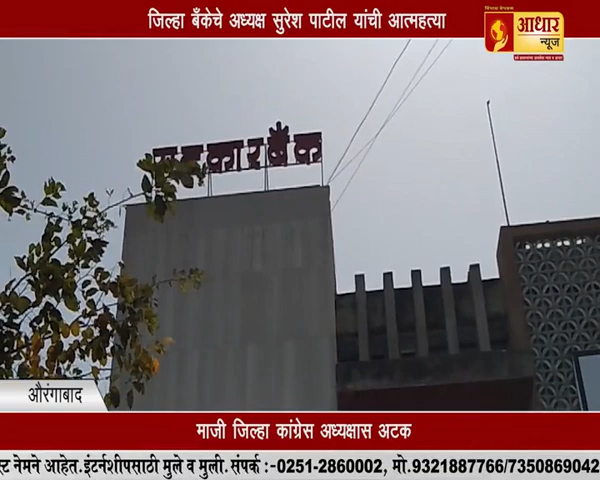 जिल्हा बँकेचे अध्यक्ष सुरेश पाटील यांची आत्महत्या
आधार
न्यूज
सहकार बँक
औरंगाबाद
माजी जिल्हा कांग्रेस अध्यक्षास अटक
स्ट नेमने आहेत.इंटर्नशीपसाठी मुले व मुली. संपर्क :-0251-2860002, मो.9321887766/7350869042